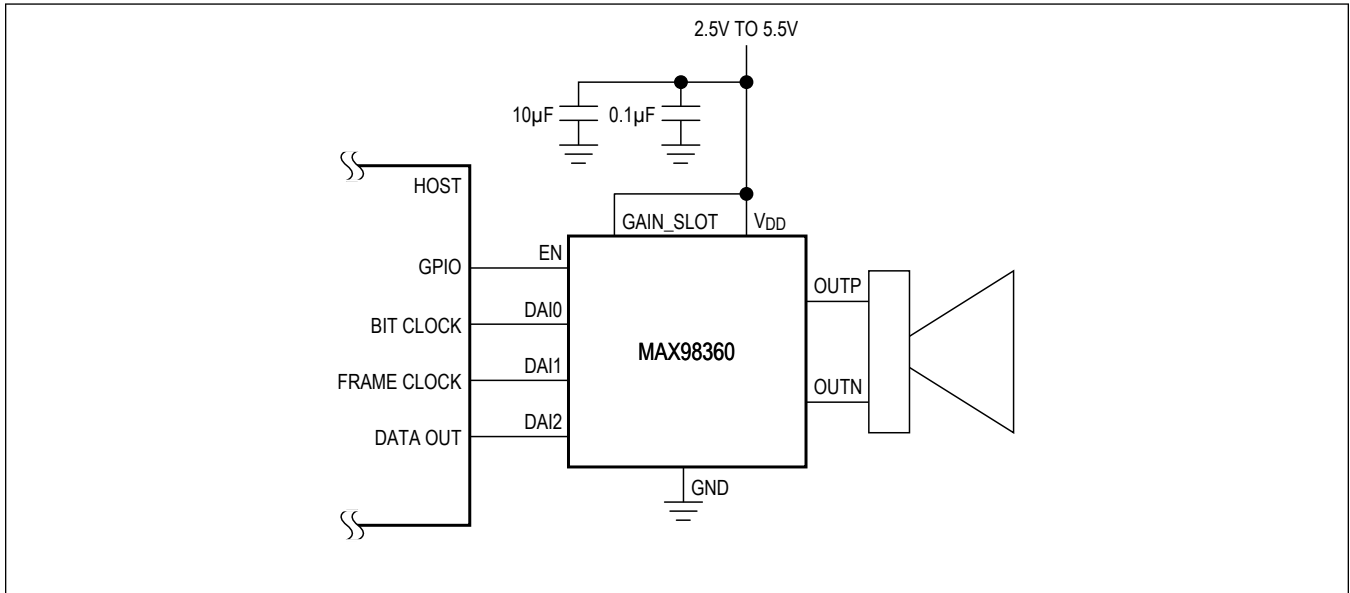 2.5V TO 5.5V
10µF
0.1µF
HOST
GAIN_SLOT
VDD
GPIO
EN
BIT CLOCK
DAI0
FRAME CLOCK
DAI1
DATA OUT
DAI2
MAX98360
OUTP
OUTN
GND